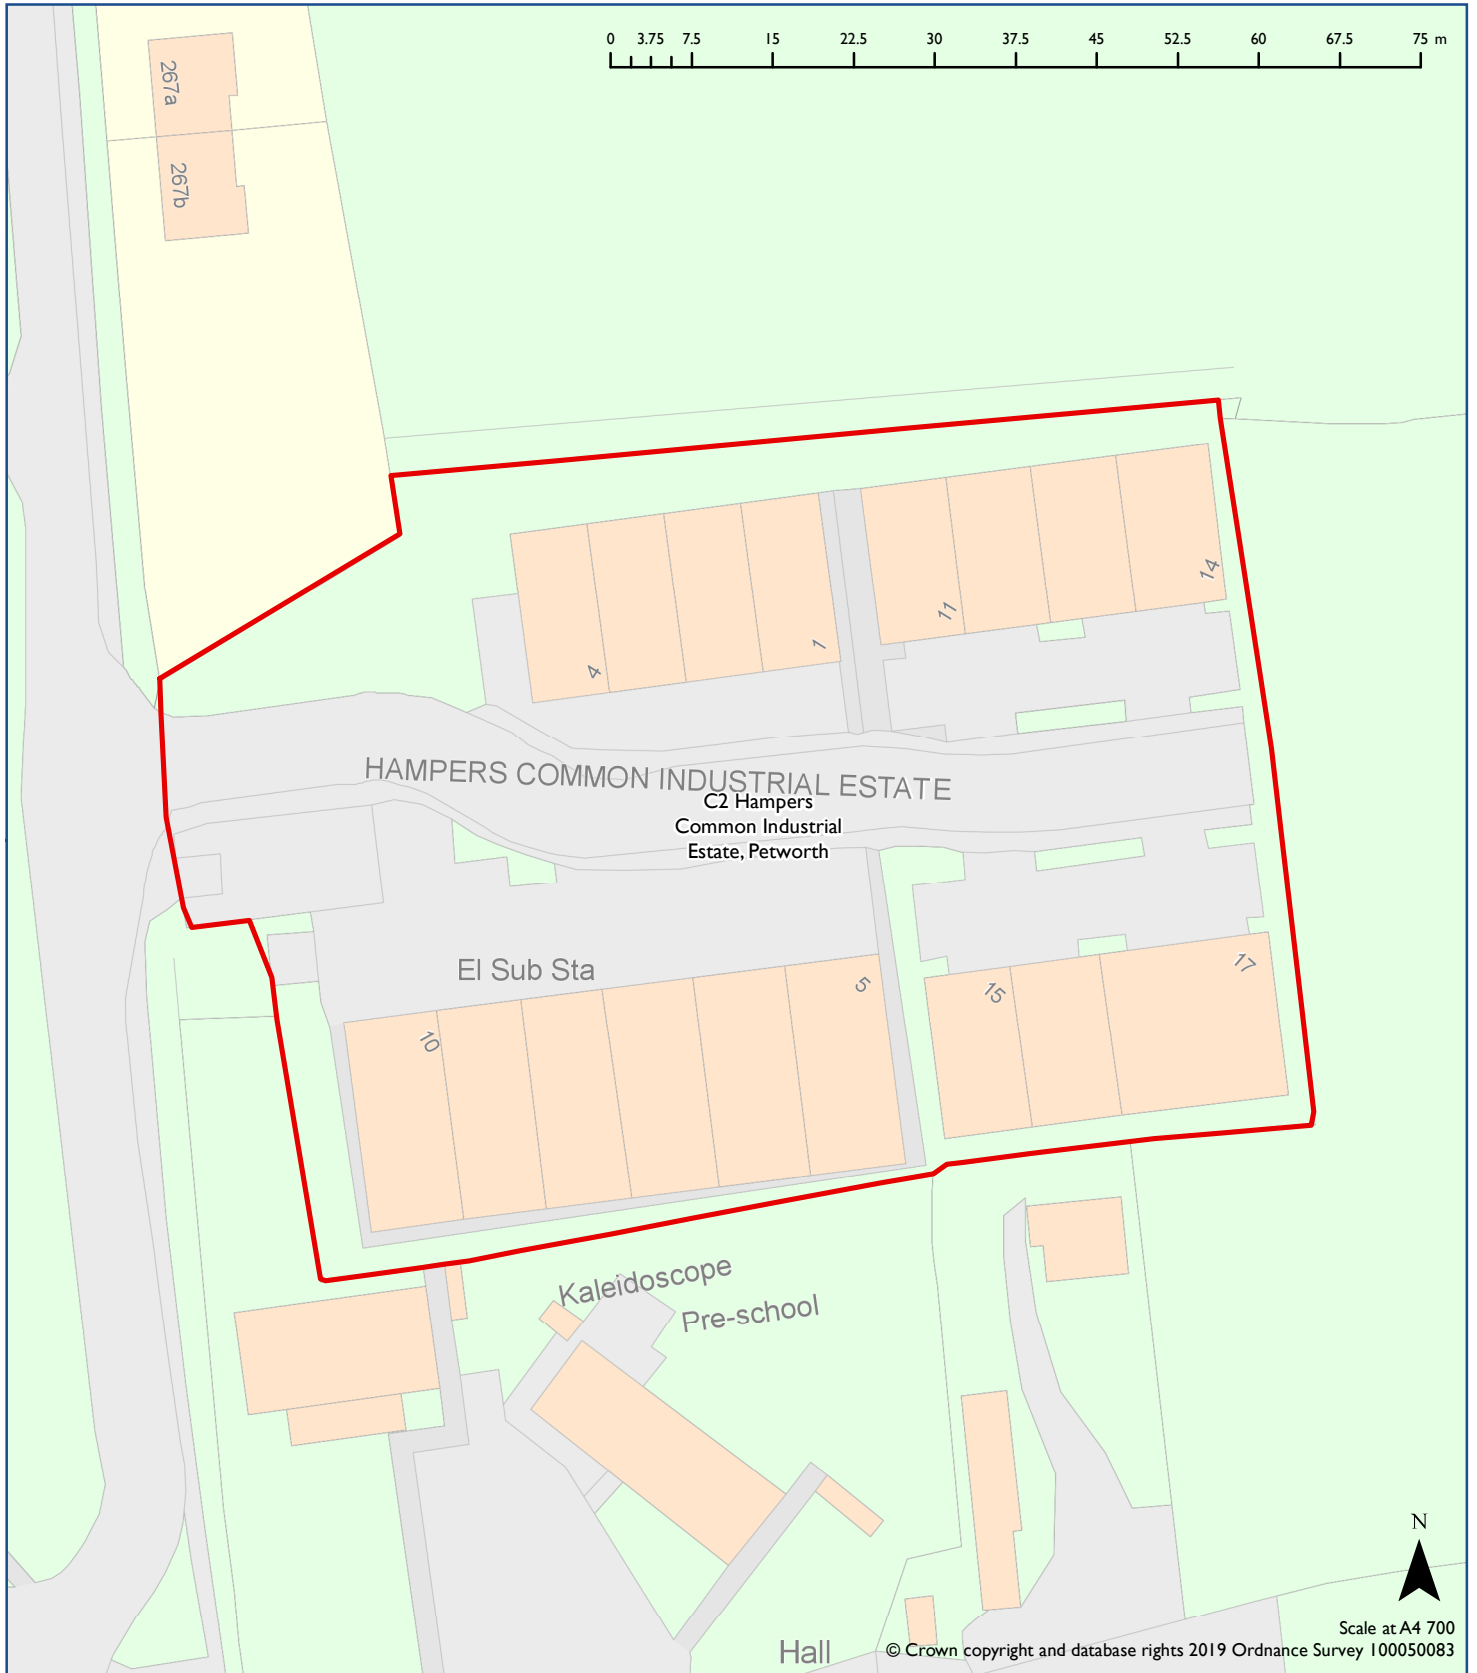 0 3.75 7.5 15 22.5 30 37.5 45 52.5 60 67.5 75 m
267a
267b
14
11
1
4
HAMPERS COMMON INDUSTRIAL ESTATE
C2 Hampers
Common Industrial
Estate, Petworth
El Sub Sta
5
17
15
10
Kaleidoscope
Pre-school
N
Hall
Scale at A4 700
© Crown copyright and database rights 2019 Ordnance Survey 100050083